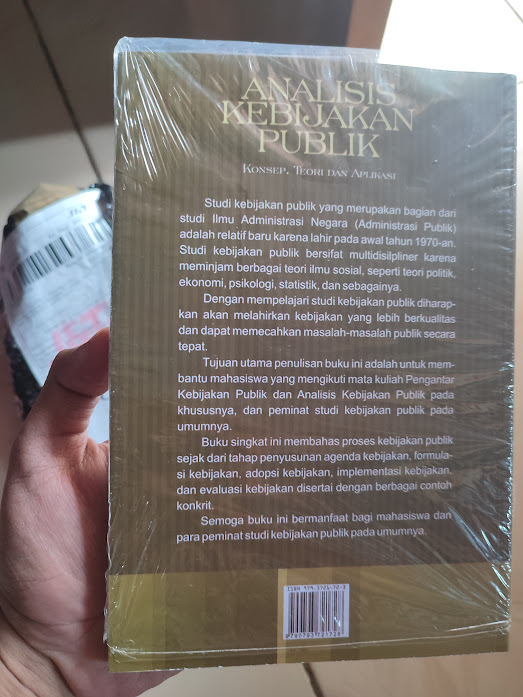 ANALISIS
KEBIJAKAN
PUBLIK
KONSEP, TEORI DAN APLIKASI
Studi kebijakan publik yang merupakan bagian dari
studi Ilmu Administrasi Negara (Administrasi Publik)
adalah relatif baru karena lahir pada awal tahun 1970-an.
Studi kebijakan publik bersifat multidisilpliner karena
meminjam berbagai teori ilmu sosial, seperti teori politik,
ekonomi, psikologi, statistik, dan sebagainya.
Dengan mempelajari studi kebijakan publik diharap-
kan akan melahirkan kebijakan yang lebih berkualitas
dan dapat memecahkan masalah-masalah publik secara
tepat.
Tujuan utama penulisan buku ini adalah untuk mem-
bantu mahasiswa yang mengikuti mata kuliah Pengantar
Kebijakan Publik dan Analisis Kebijakan Publik pada
khususnya, dan peminat studi kebijakan publik pada
umumnya.
Buku singkat ini membahas proses kebijakan publik
sejak dari tahap penyusunan agenda kebijakan, formula-
si kebijakan, adopsi kebijakan, implementasi kebijakan,
dan evaluasi kebijakan disertai dengan berbagai contoh
konkrit.
Semoga buku ini bermanfaat bagi mahasiswa dan
para peminat studi kebijakan publik pada umumnya.
ISBN 979-3721-72-3